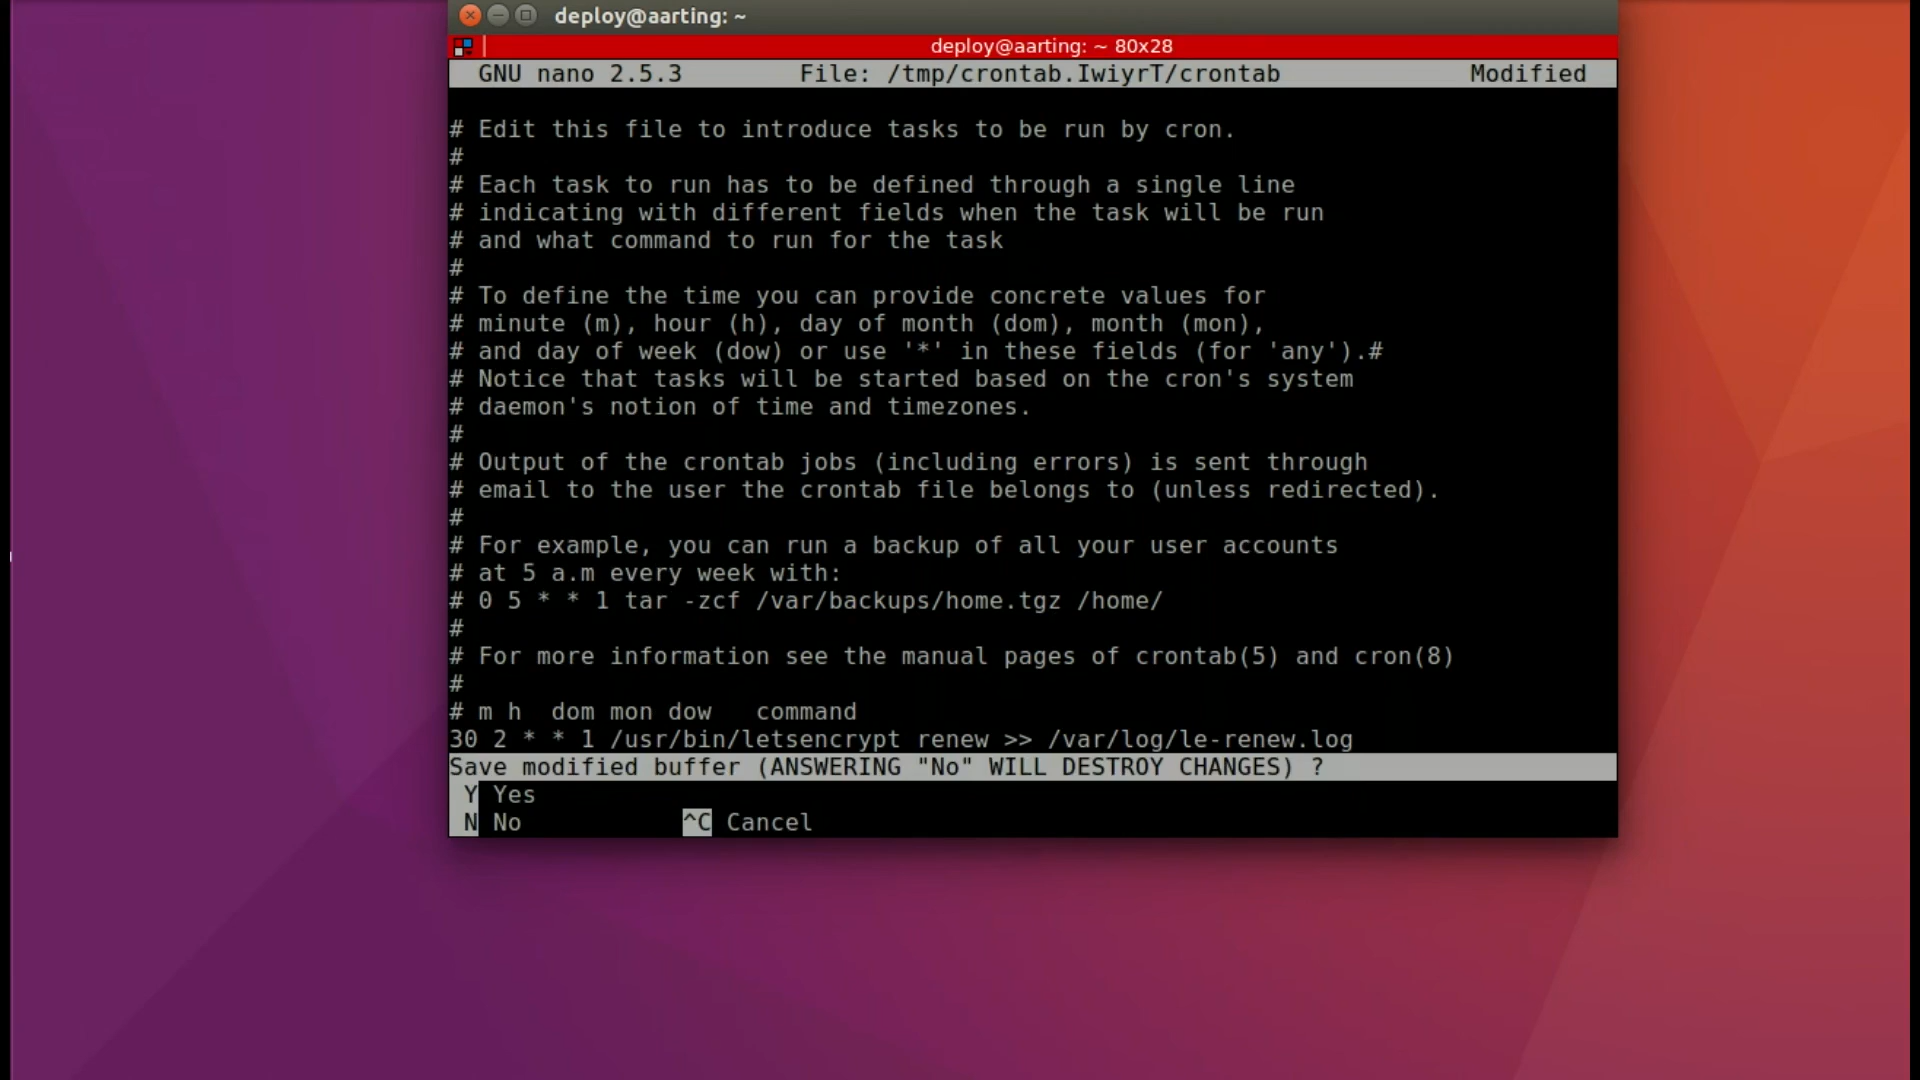 deploy@aarting: ~
deploy@aarting: ~ 80x28
GNU nano 2.5.3 File: /tmp/crontab.IwiyrT/crontab Modified
# Edit this file to introduce tasks to be run by cron.
#
# Each task to run has to be defined through a single line
# indicating with different fields when the task will be run
# and what command to run for the task
#
# To define the time you can provide concrete values for
# minute (m), hour (h), day of month (dom), month (mon),
# and day of week (dow) or use '*' in these fields (for 'any').#
# Notice that tasks will be started based on the cron's system
# daemon's notion of time and timezones.
#
# Output of the crontab jobs (including errors) is sent through
# email to the user the crontab file belongs to (unless redirected).
#
# For example, you can run a backup of all your user accounts
# at 5 a.m every week with:
# 0 5 * * 1 tar -zcf /var/backups/home.tgz /home/
#
# For more information see the manual pages of crontab(5) and cron(8)
#
# m h  dom mon dow   command
30 2 * * 1 /usr/bin/letsencrypt renew >> /var/log/le-renew.log
Save modified buffer (ANSWERING "No" WILL DESTROY CHANGES) ?
Y Yes
N No ^C Cancel